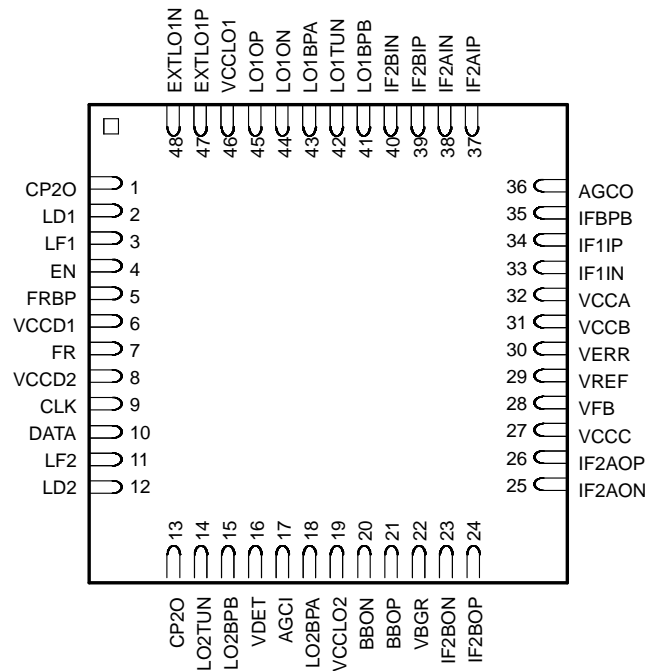 EXTLO1N
EXTLO1P
VCCLO1
LO1OP
LO1ON
LO1BPA
LO1TUN
LO1BPB
IF2BIN
IF2BIP
IF2AIN
IF2AIP
48
47
46
45
44
43
42
41
40
39
38
37
CP2O 1
LD1 2
LF1 3
EN 4
FRBP 5
VCCD1 6
FR 7
VCCD2 8
CLK 9
DATA 10
LF2 11
LD2 12
36 AGCO
35 IFBPB
34 IF1IP
33 IF1IN
32 VCCA
31 VCCB
30 VERR
29 VREF
28 VFB
27 VCCC
26 IF2AOP
25 IF2AON
13
14
15
16
17
18
19
20
21
22
23
24
CP2O
LO2TUN
LO2BPB
VDET
AGCI
LO2BPA
VCCLO2
BBON
BBOP
VBGR
IF2BON
IF2BOP